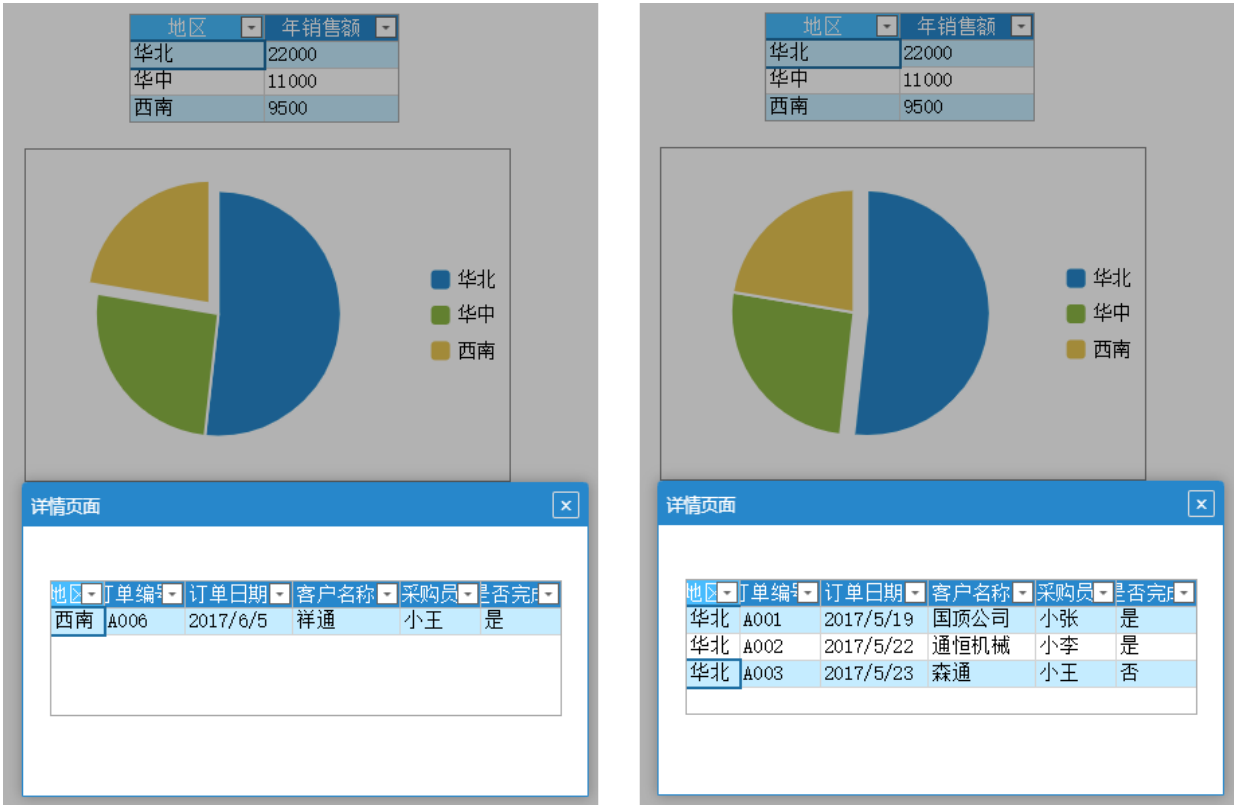 地区 年销售额
华北 22000
华中 11000
西南 9500
华北
华中
西南
详情页面
地区 订单编号 订单日期 客户名称 采购员 是否完成
西南 A006 2017/6/5 祥通 小王 是
地区 年销售额
华北 22000
华中 11000
西南 9500
华北
华中
西南
详情页面
地区 订单编号 订单日期 客户名称 采购员 是否完成
华北 A001 2017/5/19 国顶公司 小张 是
华北 A002 2017/5/22 通恒机械 小李 是
华北 A003 2017/5/23 森通 小王 否